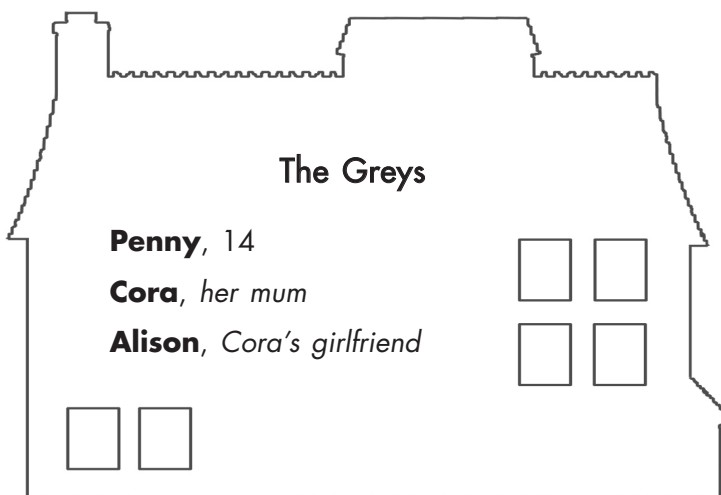 The Greys
Penny, 14
Cora, her mum
Alison, Cora's girlfriend